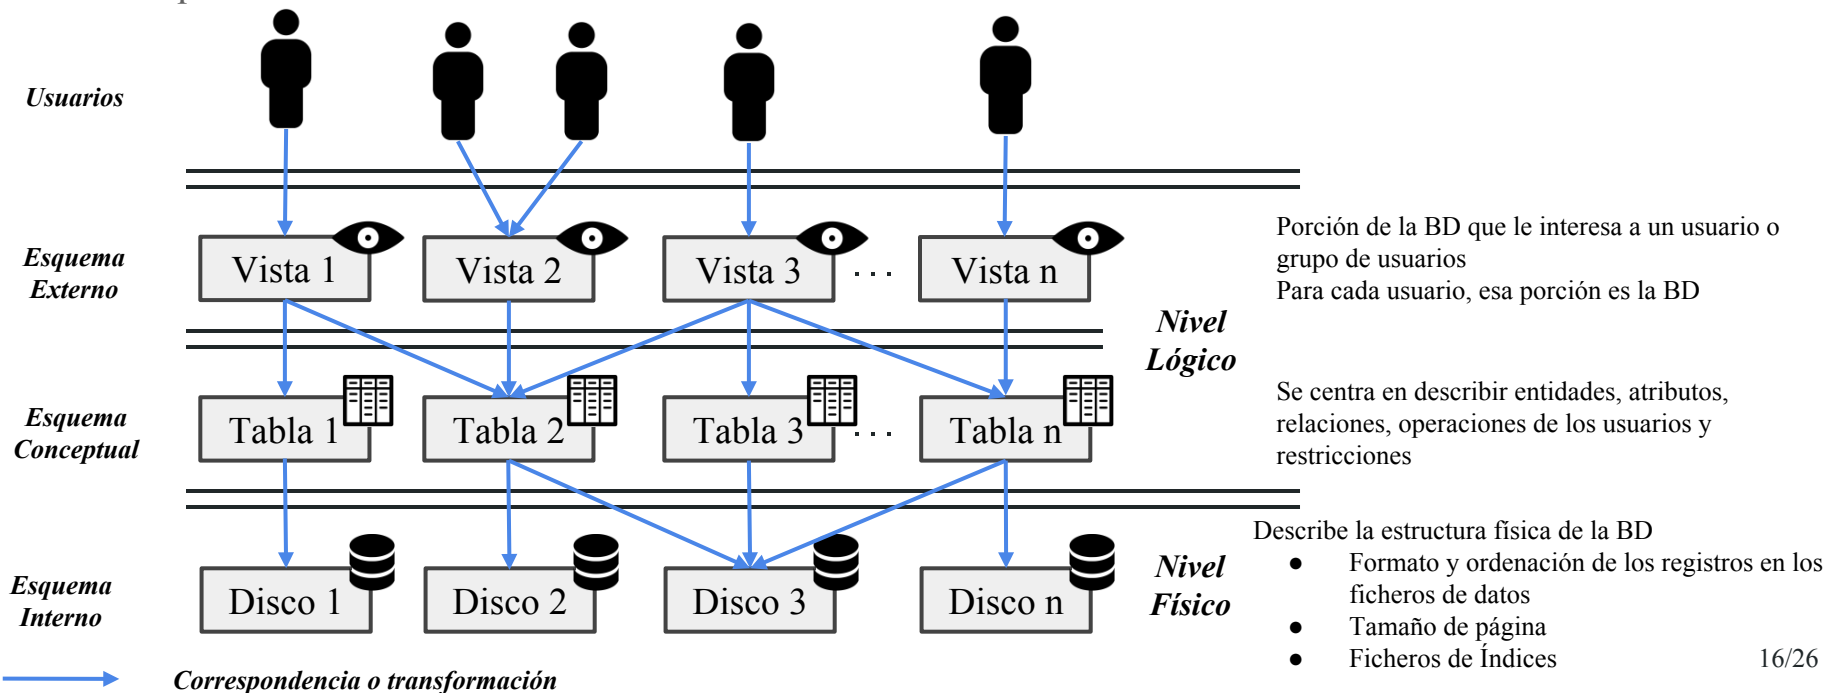 Usuarios
Esquema
Externo
Vista 1
Vista 2
Vista 3
. . .
Vista n
Porción de la BD que le interesa a un usuario o
grupo de usuarios
Para cada usuario, esa porción es la BD
Nivel
Lógico
Esquema
Conceptual
Tabla 1
Tabla 2
Tabla 3
. . .
Tabla n
Se centra en describir entidades, atributos,
relaciones, operaciones de los usuarios y
restricciones
Esquema
Interno
Disco 1
Disco 2
Disco 3
Disco n
Nivel
Físico
Describe la estructura física de la BD
● Formato y ordenación de los registros en los
ficheros de datos
● Tamaño de página
● Ficheros de Índices
16/26
Correspondencia o transformación